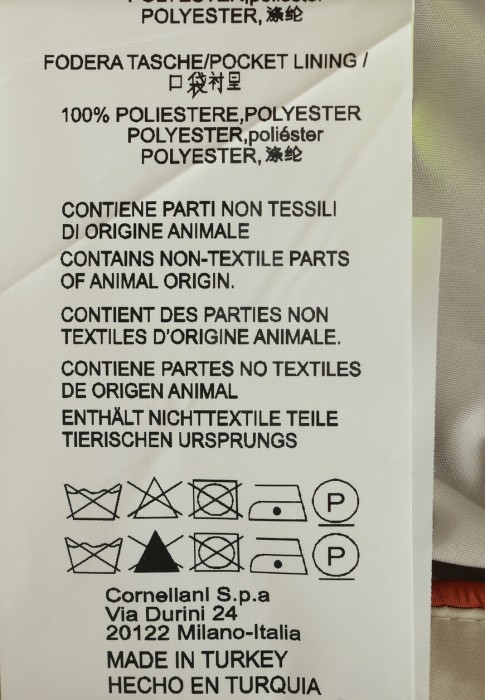 POLYESTER,涤纶
FODERA TASCHE/POCKET LINING /
口袋衬里
100% POLIESTERE,POLYESTER
POLYESTER,poliéster
POLYESTER,涤纶
CONTIENE PARTI NON TESSILI
DI ORIGINE ANIMALE
CONTAINS NON-TEXTILE PARTS
OF ANIMAL ORIGIN.
CONTIENT DES PARTIES NON
TEXTILES D'ORIGINE ANIMALE.
CONTIENE PARTES NO TEXTILES
DE ORIGEN ANIMAL
ENTHÄLT NICHTTEXTILE TEILE
TIERISCHEN URSPRUNGS
P
P
Cornellani S.p.a
Via Durini 24
20122 Milano-Italia
MADE IN TURKEY
HECHO EN TURQUIA